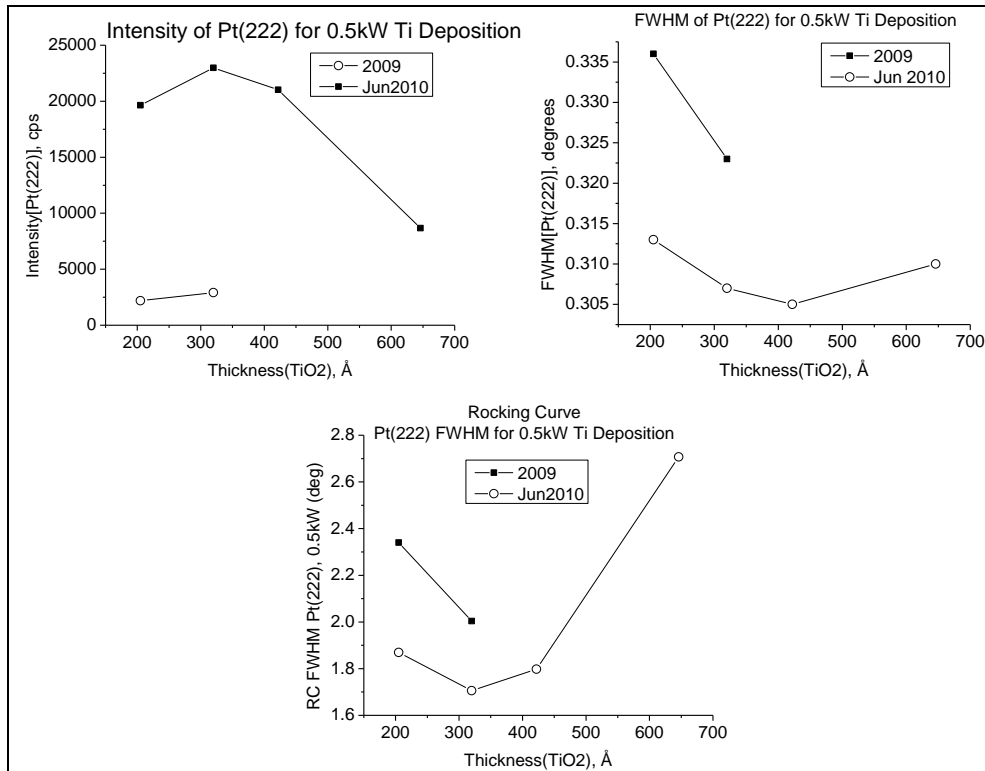 Intensity of Pt(222) for 0.5kW Ti Deposition
2009
Jun2010
25000
20000
15000
10000
5000
0
Intensity[Pt(222)], cps
200 300 400 500 600 700
Thickness(TiO2), Å
FWHM of Pt(222) for 0.5kW Ti Deposition
2009
Jun 2010
0.335
0.330
0.325
0.320
0.315
0.310
0.305
FWHM[Pt(222)], degrees
200 300 400 500 600 700
Thickness(TiO2), Å
Rocking Curve
Pt(222) FWHM for 0.5kW Ti Deposition
2009
Jun2010
2.8
2.6
2.4
2.2
2.0
1.8
1.6
RC FWHM Pt(222), 0.5kW (deg)
200 300 400 500 600 700
Thickness(TiO2), Å